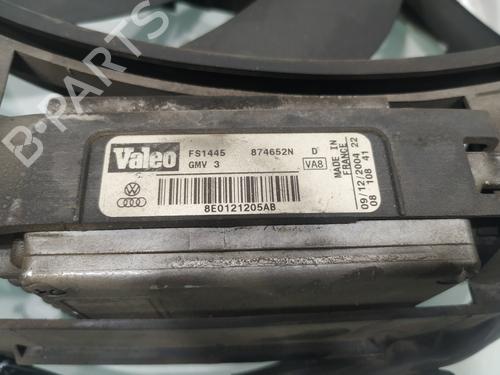 Valeo FS1445 874652N D
GMV 3 VA8
8E0121205AB
MADE IN
FRANCE
09/12/2004 22
08 108 41
B-PARTS